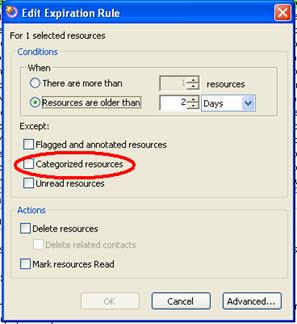 Edit Expiration Rule
For 1 selected resources
Conditions
When
There are more than 1 resources
Resources are older than 2 Days
Except:
Flagged and annotated resources
Categorized resources
Unread resources
Actions
Delete resources
Delete related contacts
Mark resources Read
OK Cancel Advanced...